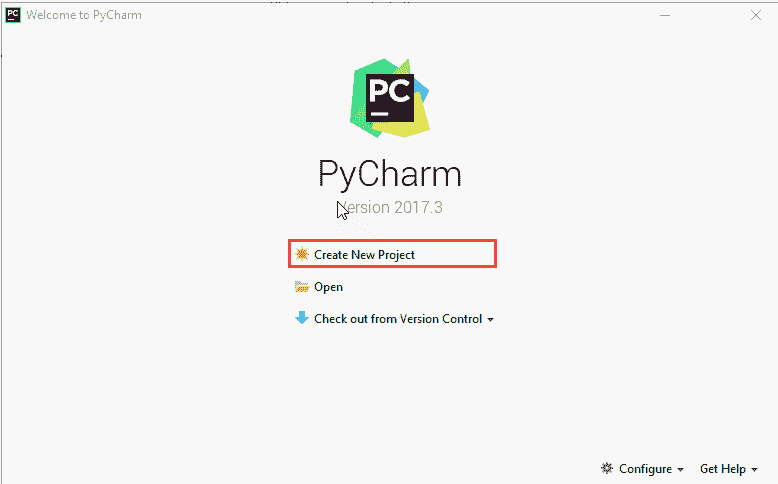 PC
Welcome to PyCharm
PC
PyCharm
Version 2017.3
Create New Project
Open
Check out from Version Control
Configure
Get Help